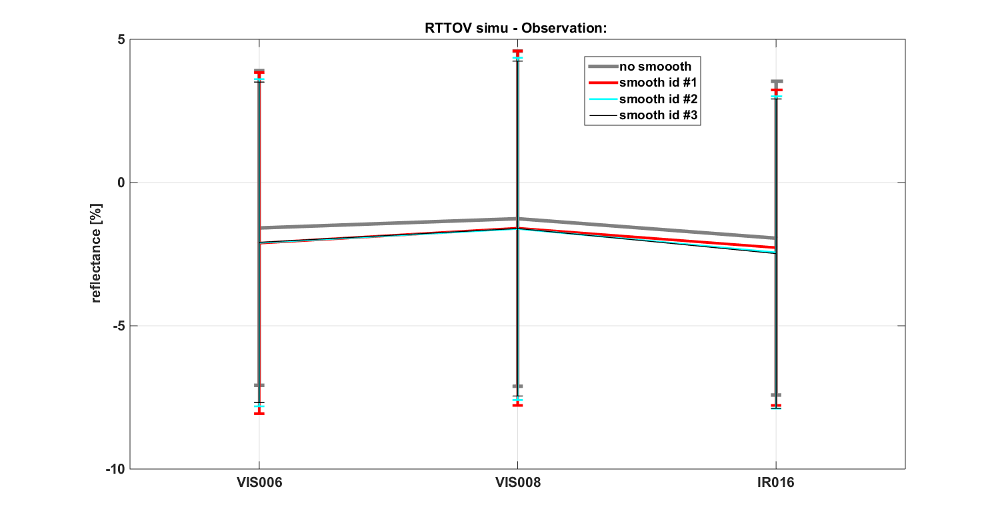 RTTOV simu - Observation:
5
0
-5
-10
reflectance [%]
no smoooth
smooth id #1
smooth id #2
smooth id #3
VIS006
VIS008
IR016